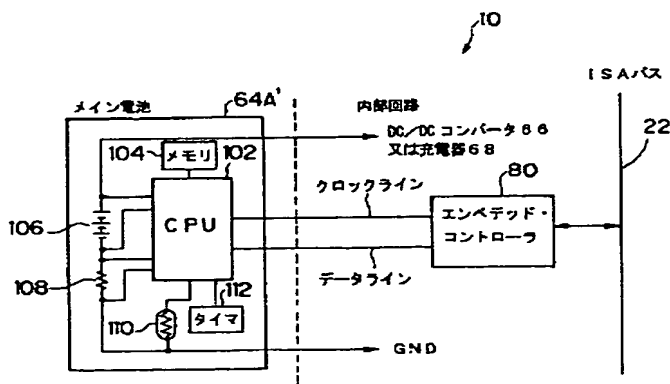 10
ISAバス
メイン電池
64A'
内部回路
DC/DC コンバータ66
又は充電器68
22
104
メモリ
102
80
クロックライン
106
CPU
エンベデッド・
コントローラ
108
データライン
112
110
タイマ
GND